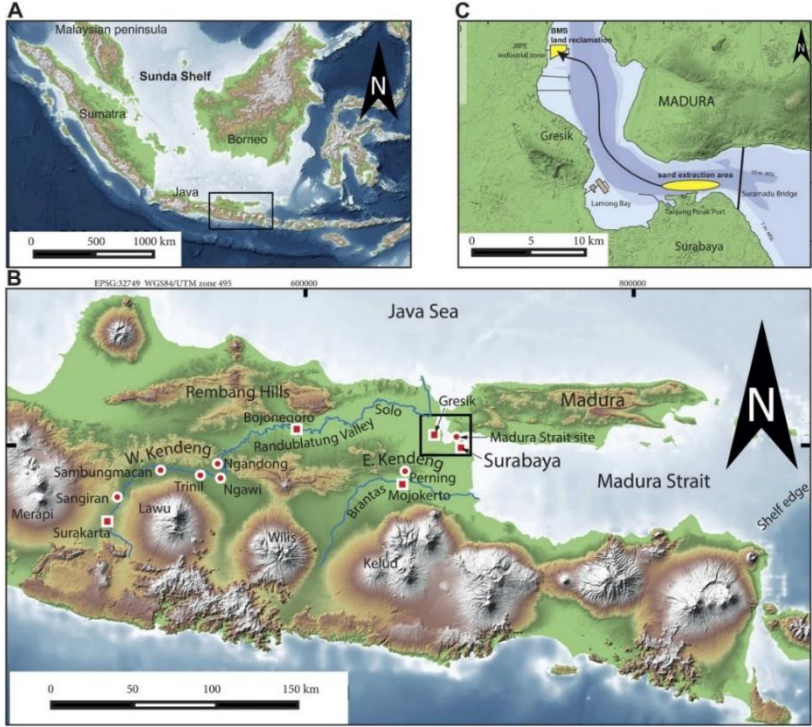 A
Malaysian peninsula
Sunda Shelf
Sumatra
Borneo
Java
N
0 500 1000 km
C
BMS
land reclamation
JIIPE
industrial zone
N
MADURA
Gresik
sand extraction area
10 m. MSL
Suramadu Bridge
Lamong Bay
Tanjung Perak Port
Surabaya
0 5 10 km
B
EPSG:32749 WGS84/UTM zone 49S
600000
800000
Java Sea
Rembang Hills
Madura
Gresik
Bojonegoro
Solo
Randublatung Valley
Madura Strait site
W. Kendeng
Ngandong
E. Kendeng
Surabaya
Sambungmacan
Perning
Trinil
Ngawi
Mojokerto
Madura Strait
Sangiran
Brantas
Merapi
Lawu
Surakarta
Wilis
Kelud
Shelf edge
N
0 50 100 150 km